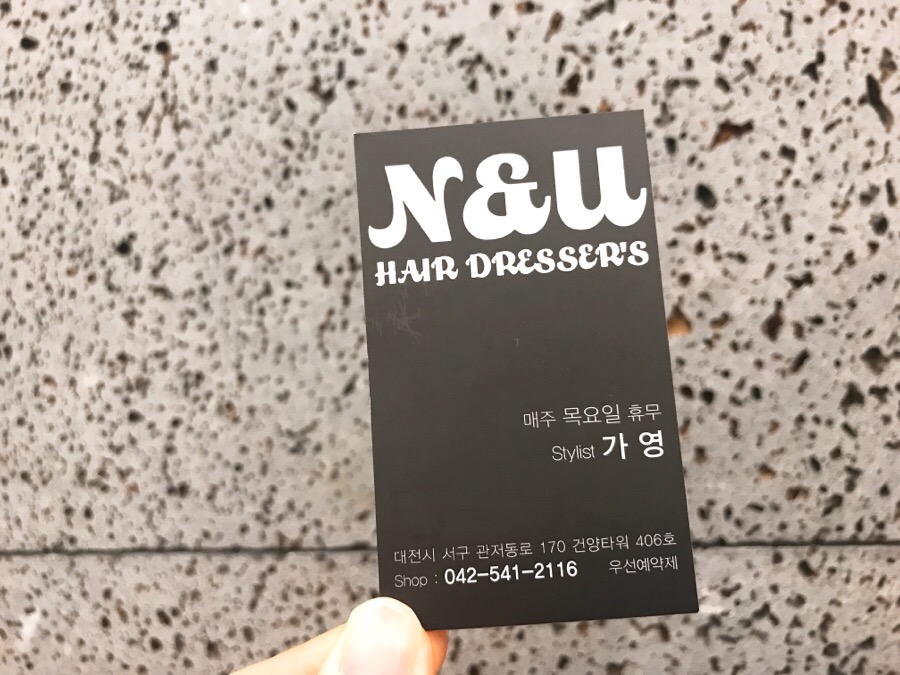 N&U
HAIR DRESSER'S
매주 목요일 휴무
Stylist 가 영
대전시 서구 관저동로 170 건양타워 406호
Shop : 042-541-2116 우선예약제